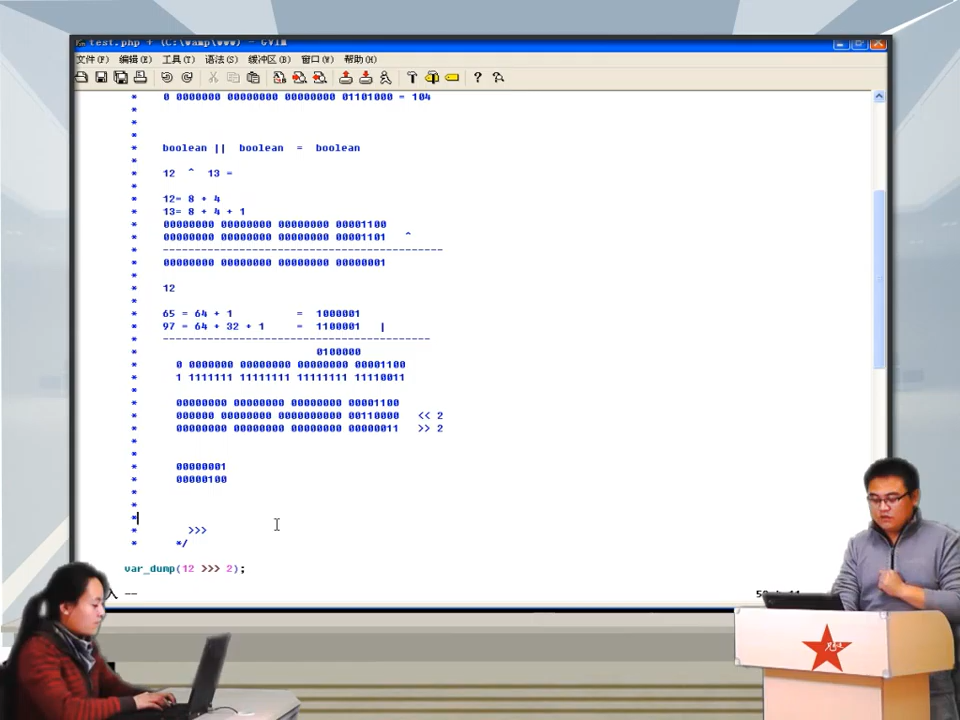 test.php + (C:\wamp\www) - GVIM
文件(F) 编辑(E) 工具(T) 语法(S) 缓冲区(B) 窗口(W) 帮助(H)
* 0 0000000 00000000 00000000 01101000 = 104
*
*
*
* boolean || boolean = boolean
*
* 12 ^ 13 =
*
* 12= 8 + 4
* 13= 8 + 4 + 1
* 00000000 00000000 00000000 00001100
* 00000000 00000000 00000000 00001101 ^
* --------------------------------------------
* 00000000 00000000 00000000 00000001
*
* 12
*
* 65 = 64 + 1 = 1000001
* 97 = 64 + 32 + 1 = 1100001 |
* ------------------------------------------
* 0100000
* 0 0000000 00000000 00000000 00001100
* 1 1111111 11111111 11111111 11110011
*
* 00000000 00000000 00000000 00001100
* 000000 00000000 0000000000 00110000 << 2
* 00000000 00000000 00000000 00000011 >> 2
*
*
* 00000001
* 00000100
*
*
*
* >>>
* */
var_dump(12 >>> 2);
入 --